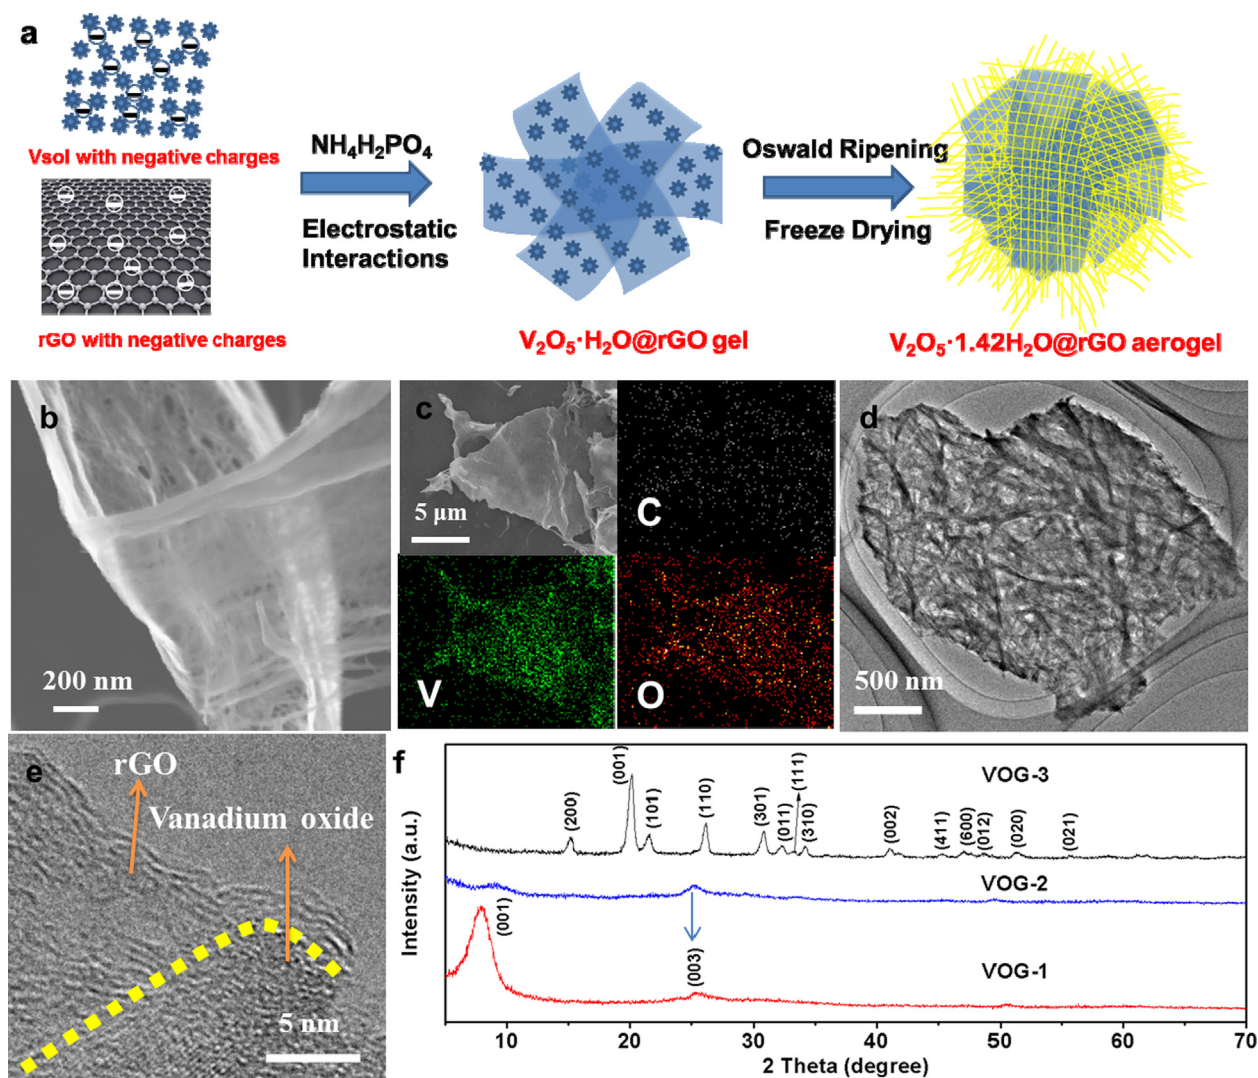 a
Vsol with negative charges
rGO with negative charges
NH₄H₂PO₄
Electrostatic
Interactions
V₂O₅·H₂O@rGO gel
Oswald Ripening
Freeze Drying
V₂O₅·1.42H₂O@rGO aerogel
b
200 nm
c
5 μm
C
V
O
d
500 nm
e
rGO
Vanadium oxide
5 nm
f
Intensity (a.u.)
VOG-3
(200)
(001)
(101)
(110)
(301)
(011)
(111)
(310)
(002)
(411)
(600)
(012)
(020)
(021)
VOG-2
(001)
(003)
VOG-1
10
20
30
40
50
60
70
2 Theta (degree)